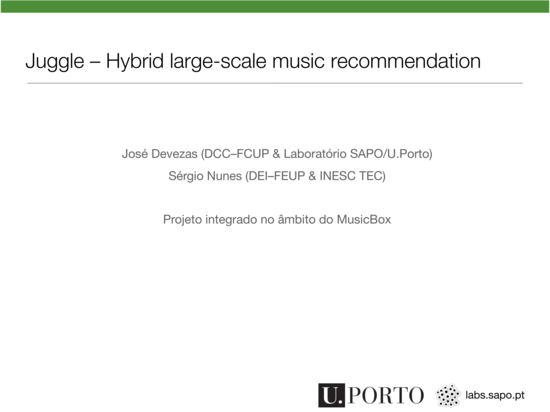 Juggle – Hybrid large-scale music recommendation
José Devezas (DCC–FCUP & Laboratório SAPO/U.Porto)
Sérgio Nunes (DEI–FEUP & INESC TEC)
Projeto integrado no âmbito do MusicBox
U. PORTO
labs.sapo.pt